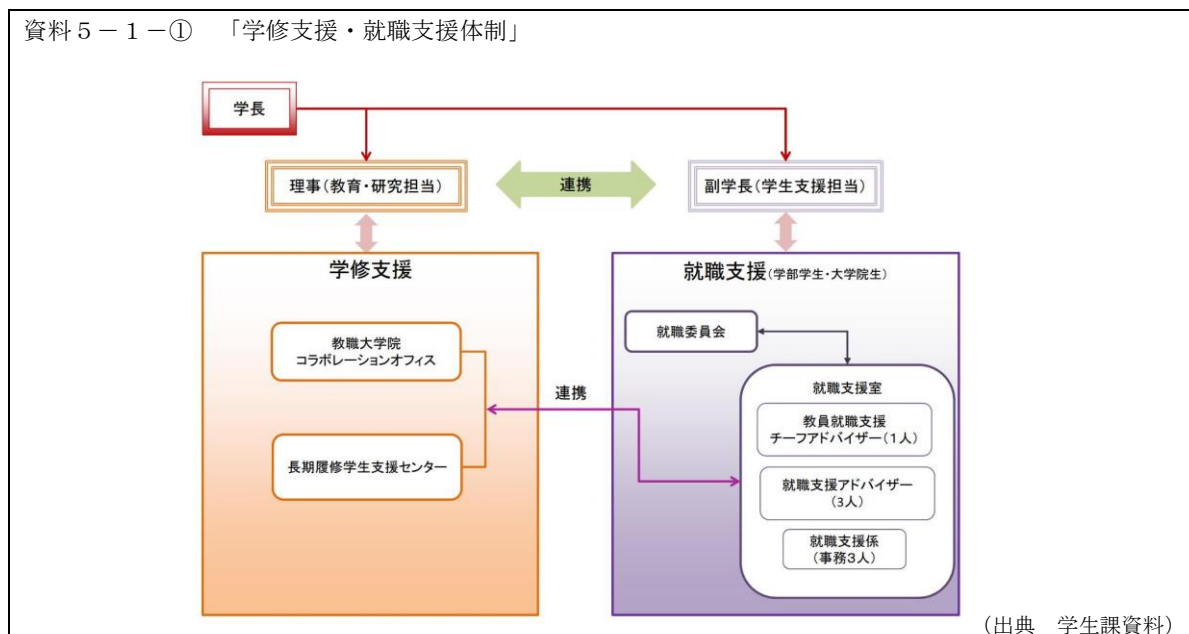 資料5-1-① 「学修支援・就職支援体制」
学長
理事(教育・研究担当)
連携
副学長(学生支援担当)
学修支援
就職支援(学部学生・大学院生)
教職大学院
コラボレーションオフィス
長期履修学生支援センター
連携
就職委員会
就職支援室
教員就職支援
チーフアドバイザー(1人)
就職支援アドバイザー
(3人)
就職支援係
(事務3人)
(出典 学生課資料)